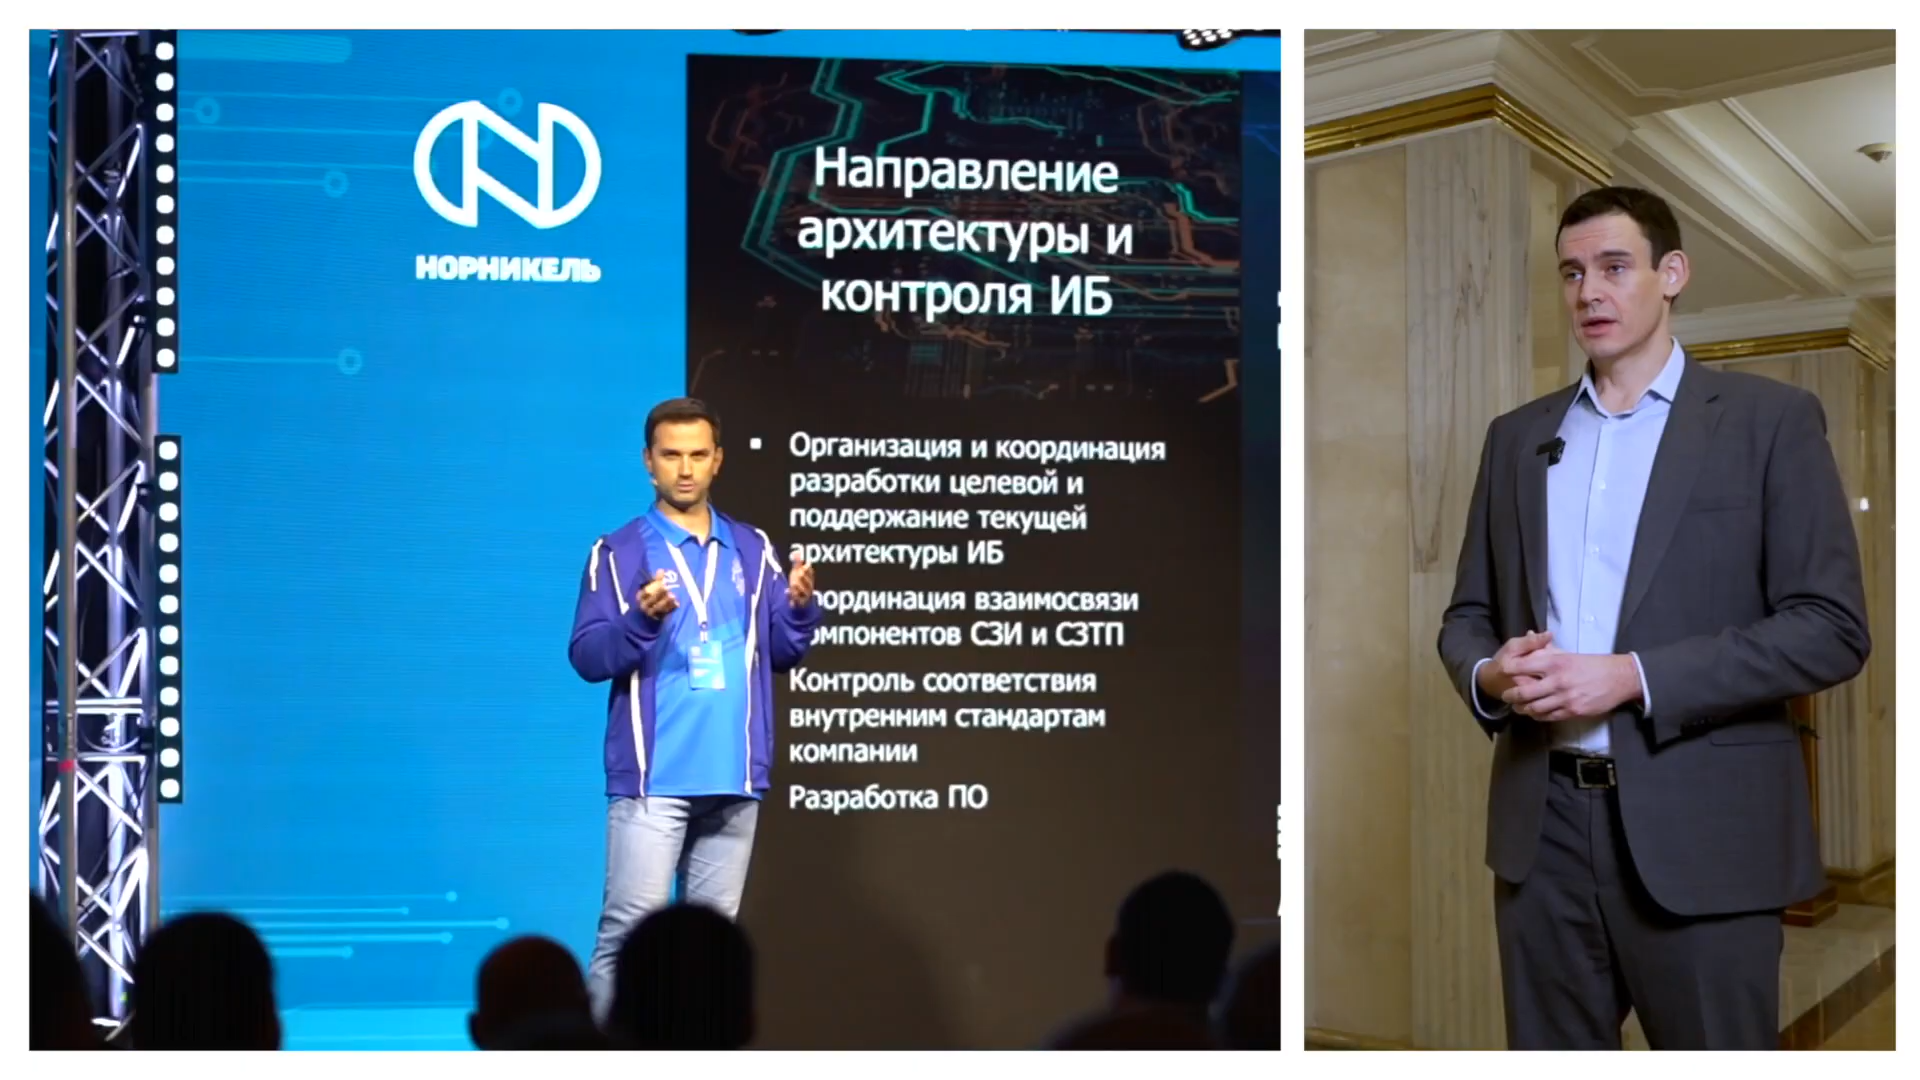 НОРНИКЕЛЬ
Направление
архитектуры и
контроля ИБ
Организация и координация
разработки целевой и
поддержание текущей
архитектуры ИБ
взаимосвязи
СЗИ и СЗТП
Контроль соответствия
внутренним стандартам
компании
Разработка ПО